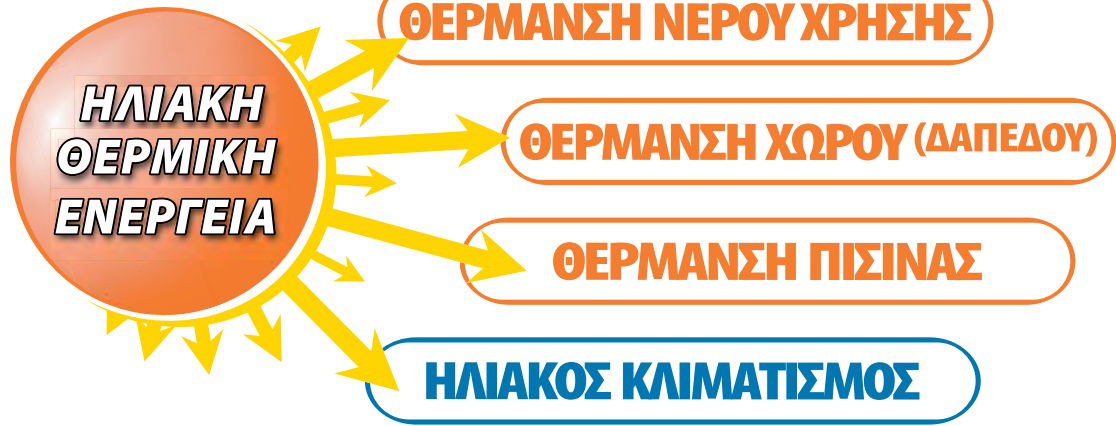 ΘΕΡΜΑΝΣΗ ΝΕΡΟΥ ΧΡΗΣΗΣ
ΗΛΙΑΚΗ
ΘΕΡΜΙΚΗ
ΕΝΕΡΓΕΙΑ
ΘΕΡΜΑΝΣΗ ΧΩΡΟΥ (ΔΑΠΕΔΟΥ)
ΘΕΡΜΑΝΣΗ ΠΙΣΙΝΑΣ
ΗΛΙΑΚΟΣ ΚΛΙΜΑΤΙΣΜΟΣ